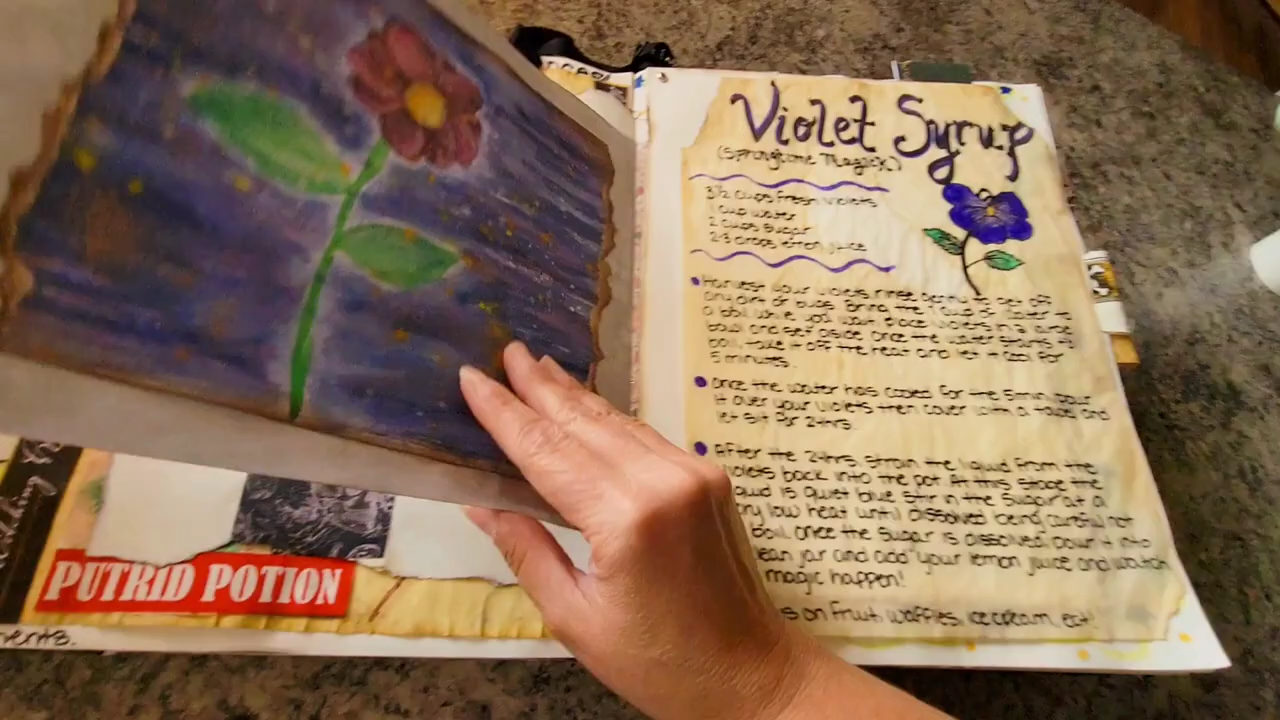 Violet Syrup
(Springtime Magick)
3 1/2 cups fresh violets
1 cup water
2 cups sugar
2-3 drops lemon juice
Harvest your violets, rinse gently to get off
any dirt or bugs. Bring the 1 cup of water to
a boil while you wait, place violets in a large
bowl and set aside. Once the water starts to
boil, take it off the heat and let it cool for
5 minutes.
Once the water has cooled for the 5min, pour
it over your violets then cover with a towel and
let sit for 24hrs.
After the 24hrs, strain the liquid from the
violets back into the pot. At this stage the
quid is quiet blue stir in the sugar at a
ry low heat until dissolved being careful not
boil. once the sugar is dissolved, pour it into
lean jar and add your lemon juice and watch
magic happen!
s on fruit, waffles, ice cream, ect!
PUTRID POTION
ments.